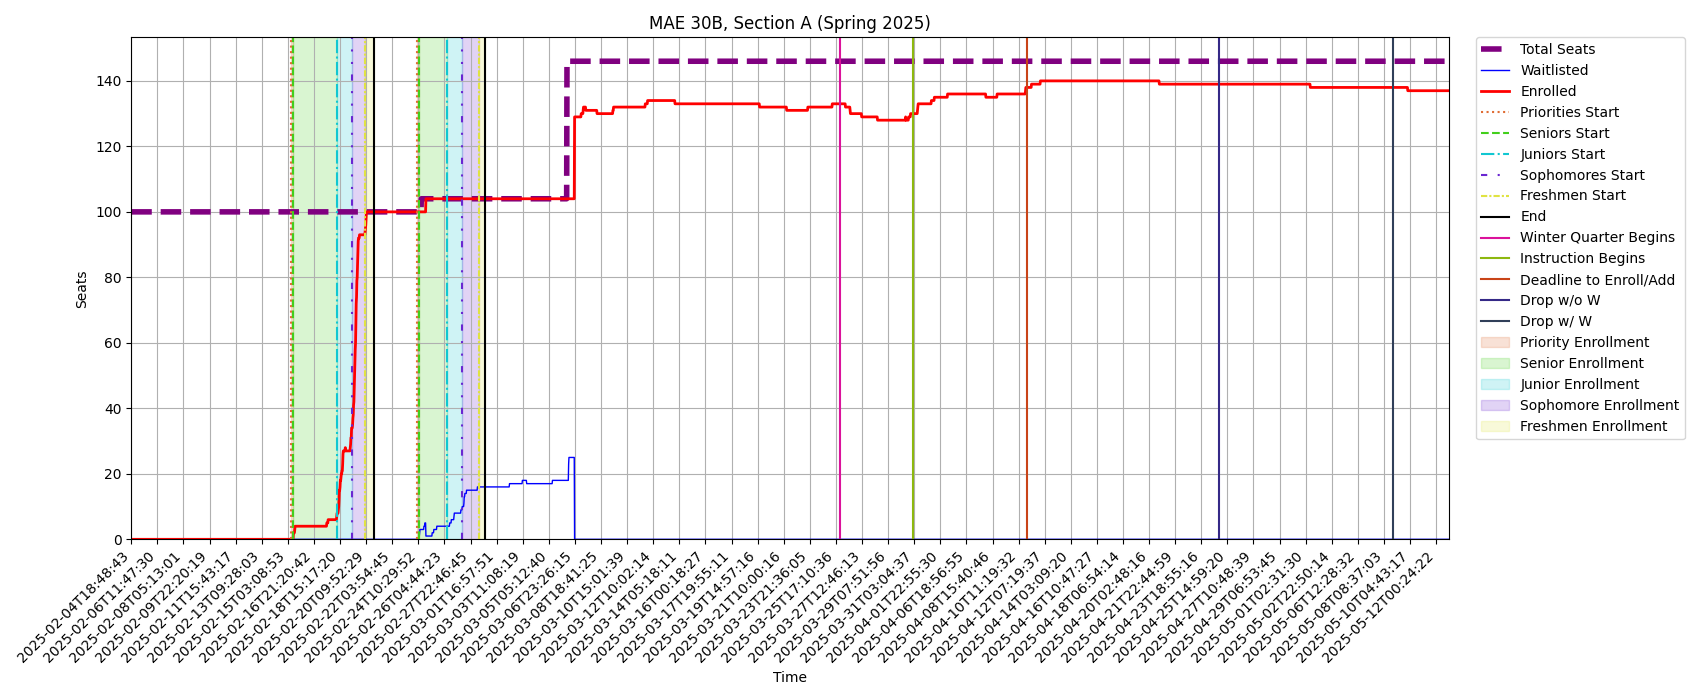 MAE 30B, Section A (Spring 2025)
Seats
140
120
100
80
60
40
20
0
2025-02-04T18:48:43
2025-02-06T11:47:30
2025-02-08T05:13:01
2025-02-09T22:20:19
2025-02-11T15:43:17
2025-02-13T09:28:03
2025-02-15T03:08:53
2025-02-16T21:20:42
2025-02-18T15:17:20
2025-02-20T09:52:29
2025-02-22T03:54:45
2025-02-24T10:29:52
2025-02-26T04:44:23
2025-02-27T22:46:45
2025-03-01T16:57:51
2025-03-03T11:08:19
2025-03-05T05:12:40
2025-03-06T23:26:15
2025-03-08T18:41:25
2025-03-10T15:01:39
2025-03-12T10:02:14
2025-03-14T05:18:11
2025-03-16T00:18:27
2025-03-17T19:55:11
2025-03-19T14:57:16
2025-03-21T10:00:16
2025-03-23T21:36:05
2025-03-25T17:10:36
2025-03-27T12:46:13
2025-03-29T07:51:56
2025-03-31T03:04:37
2025-04-01T22:55:30
2025-04-06T18:56:55
2025-04-08T15:40:46
2025-04-10T11:19:32
2025-04-12T07:19:37
2025-04-14T03:09:20
2025-04-16T10:47:27
2025-04-18T06:54:14
2025-04-20T02:48:16
2025-04-21T22:44:59
2025-04-23T18:55:16
2025-04-25T14:59:20
2025-04-27T10:48:39
2025-04-29T06:53:45
2025-05-01T02:31:30
2025-05-02T22:50:14
2025-05-06T12:28:32
2025-05-08T08:37:03
2025-05-10T04:43:17
2025-05-12T00:24:22
Time
Total Seats
Waitlisted
Enrolled
Priorities Start
Seniors Start
Juniors Start
Sophomores Start
Freshmen Start
End
Winter Quarter Begins
Instruction Begins
Deadline to Enroll/Add
Drop w/o W
Drop w/ W
Priority Enrollment
Senior Enrollment
Junior Enrollment
Sophomore Enrollment
Freshmen Enrollment